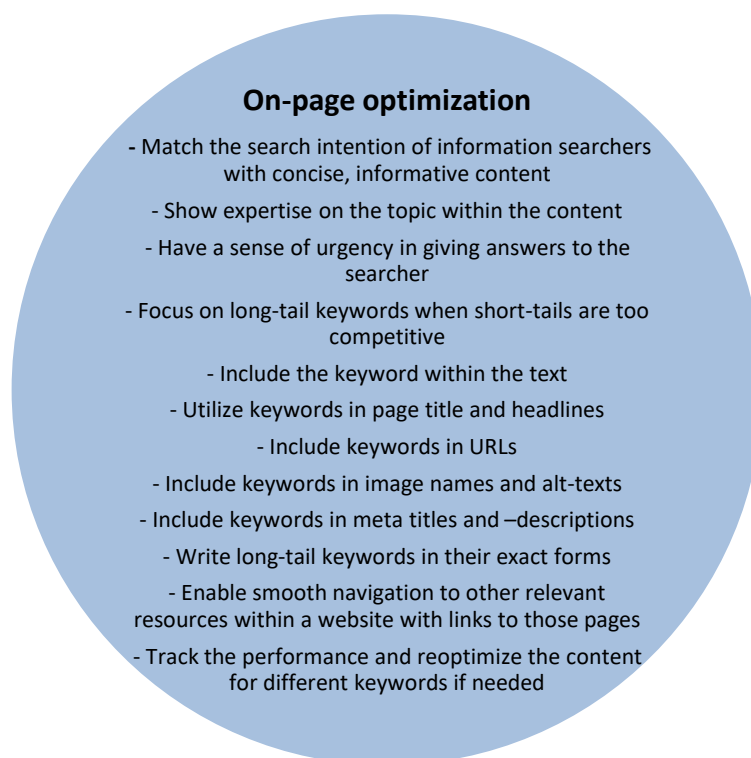 On-page optimization
- Match the search intention of information searchers
with concise, informative content
- Show expertise on the topic within the content
- Have a sense of urgency in giving answers to the
searcher
- Focus on long-tail keywords when short-tails are too
competitive
- Include the keyword within the text
- Utilize keywords in page title and headlines
- Include keywords in URLs
- Include keywords in image names and alt-texts
- Include keywords in meta titles and –descriptions
- Write long-tail keywords in their exact forms
- Enable smooth navigation to other relevant
resources within a website with links to those pages
- Track the performance and reoptimize the content
for different keywords if needed